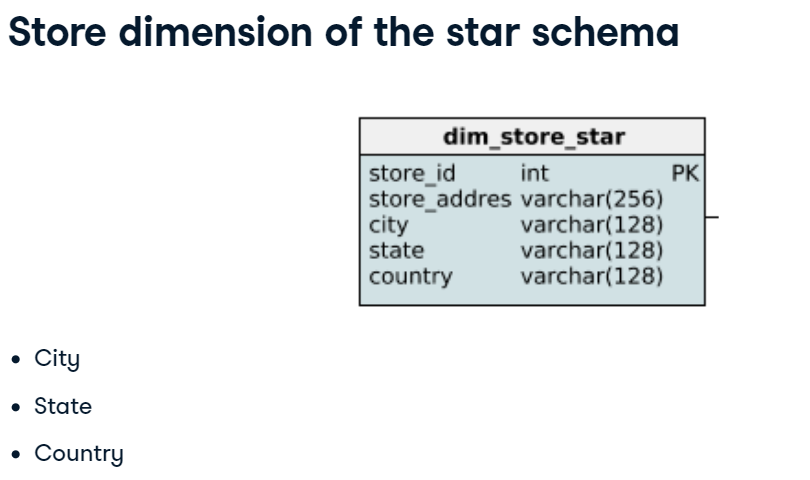 Store dimension of the star schema
dim_store_star
store_id int PK
store_addres varchar(256)
city varchar(128)
state varchar(128)
country varchar(128)
City
State
Country